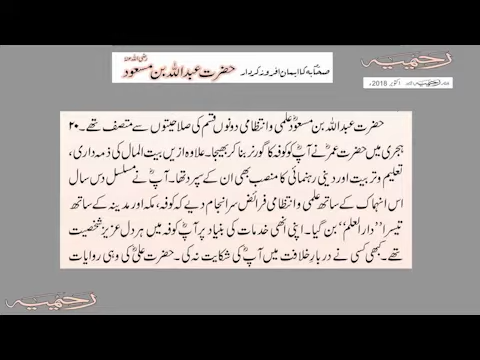 رحیمیہ
اکتوبر 2018ء
صحابہؓ کا ایمان افروز کردار حضرت عبداللہ بن مسعود رضی اللہ عنہ
حضرت عبداللہ بن مسعودؓ علمی و انتظامی دونوں قسم کی صلاحیتوں سے متصف تھے۔ ۲۰
ہجری میں حضرت عمرؓ نے آپؓ کو کوفہ کا گورنر بنا کر بھیجا۔ علاوہ ازیں بیت المال کی ذمہ داری،
تعلیم و تربیت اور دینی رہنمائی کا منصب بھی ان کے سپرد تھا۔ آپؓ نے مسلسل دس سال
اس انہماک کے ساتھ علمی و انتظامی فرائض سرانجام دیے کہ کوفہ، مکہ اور مدینہ کے ساتھ
تیسرا ’’دارالعلم‘‘ بن گیا۔ اپنی انھی خدمات کی بنیاد پر آپؓ کوفہ میں ہر دل عزیز شخصیت
تھے۔ کبھی کسی نے دربارِ خلافت میں آپؓ کی شکایت نہ کی۔ حضرت علیؓ کی وہی روایات
رحیمیہ